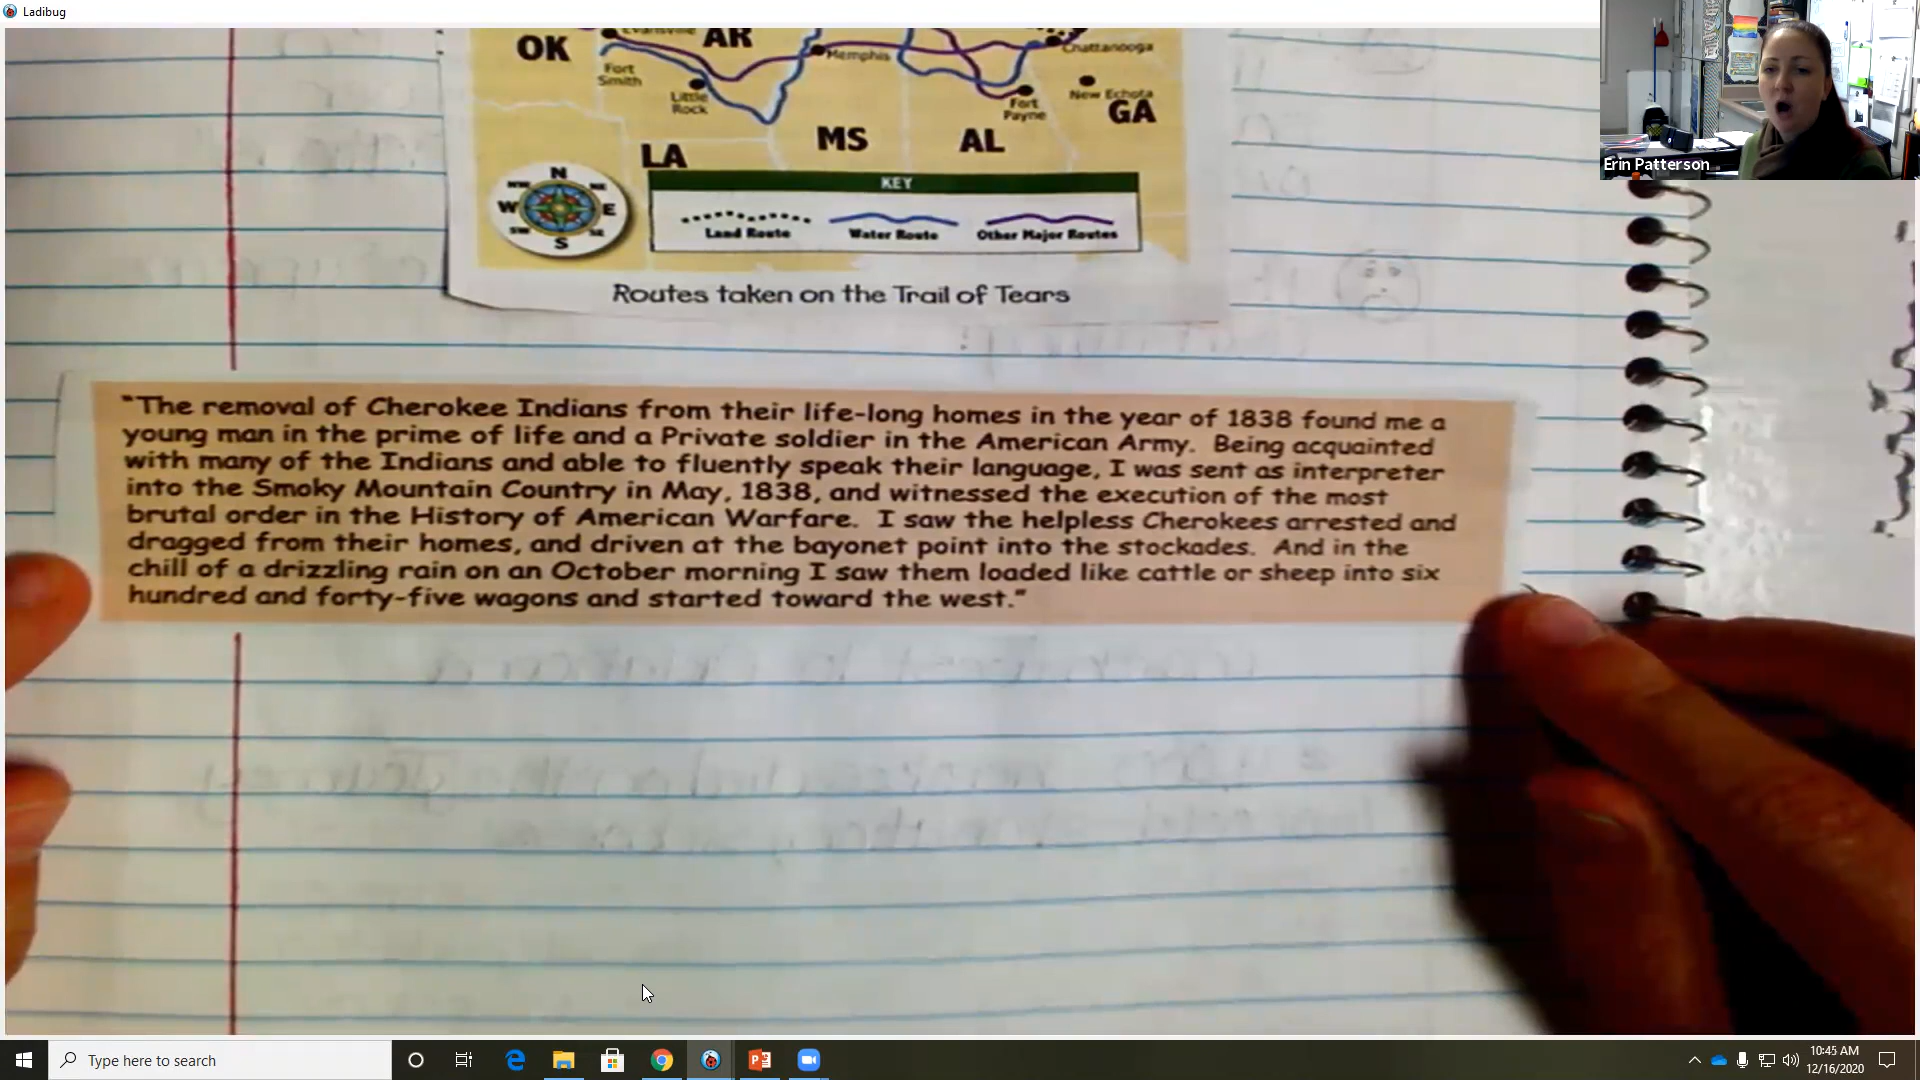 Ladibug
Erin Patterson
OK
AR
Memphis
Chattanooga
Fort
Smith
Little
Rock
Fort
Payne
New Echota
GA
MS
AL
LA
N
NW
NE
W
E
SW
SE
S
KEY
Land Route
Water Route
Other Major Routes
Routes taken on the Trail of Tears
"The removal of Cherokee Indians from their life-long homes in the year of 1838 found me a
young man in the prime of life and a Private soldier in the American Army. Being acquainted
with many of the Indians and able to fluently speak their language, I was sent as interpreter
into the Smoky Mountain Country in May, 1838, and witnessed the execution of the most
brutal order in the History of American Warfare. I saw the helpless Cherokees arrested and
dragged from their homes, and driven at the bayonet point into the stockades. And in the
chill of a drizzling rain on an October morning I saw them loaded like cattle or sheep into six
hundred and forty-five wagons and started toward the west."
Type here to search
10:45 AM
12/16/2020